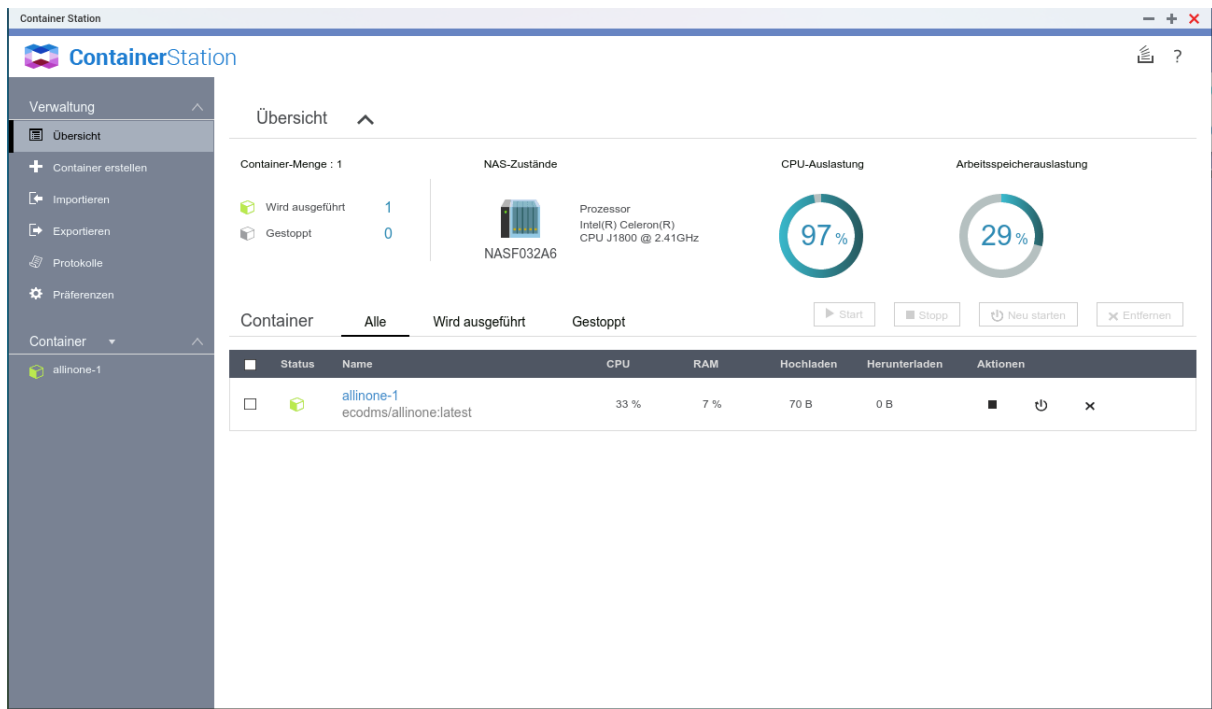 Container Station
ContainerStation
?
Verwaltung
Übersicht
Container erstellen
Importieren
Exportieren
Protokolle
Präferenzen
Container
allinone-1
Übersicht
Container-Menge : 1
Wird ausgeführt 1
Gestoppt 0
NAS-Zustände
NASF032A6
Prozessor
Intel(R) Celeron(R)
CPU J1800 @ 2.41GHz
CPU-Auslastung
97 %
Arbeitsspeicherauslastung
29 %
Container Alle Wird ausgeführt Gestoppt
Start Stopp Neu starten Entfernen
Status Name CPU RAM Hochladen Herunterladen Aktionen
allinone-1
ecodms/allinone:latest
33 % 7 % 70 B 0 B